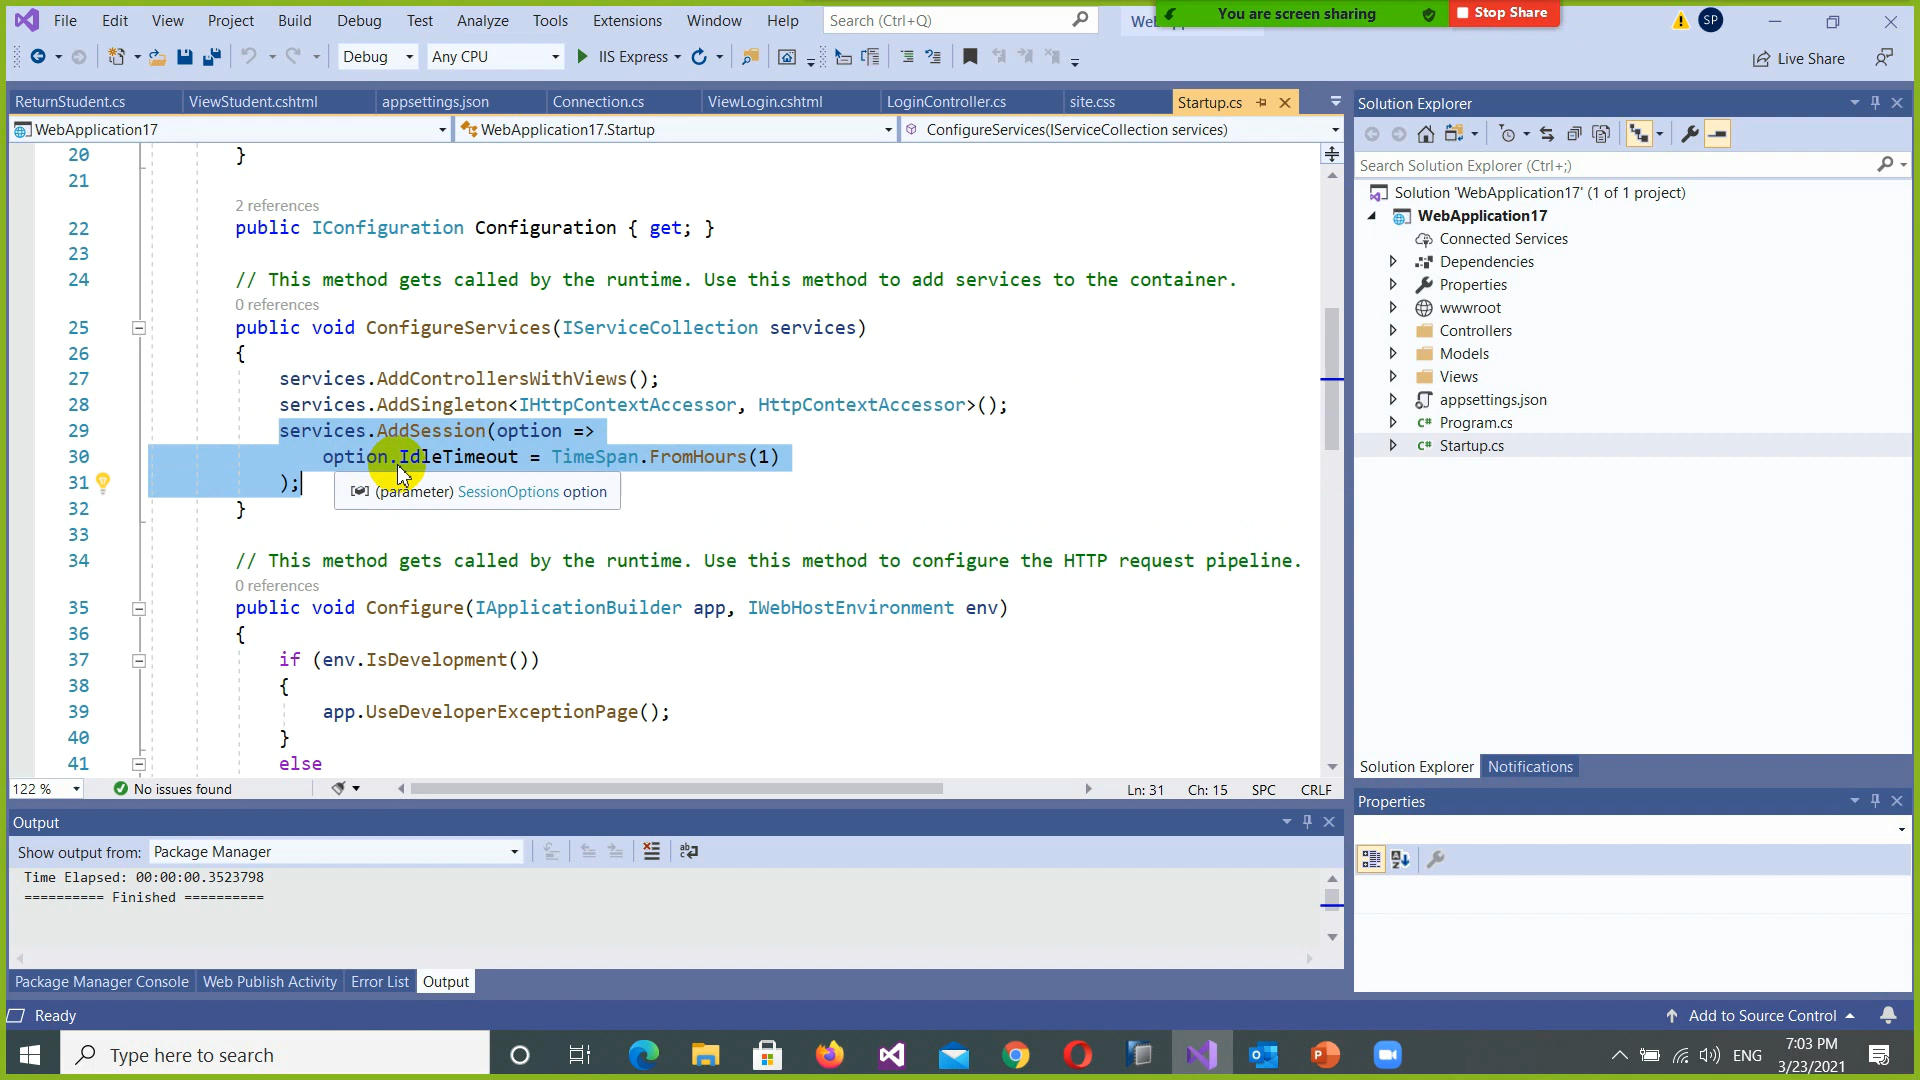 File Edit View Project Build Debug Test Analyze Tools Extensions Window Help Search (Ctrl+Q)
You are screen sharing Stop Share SP
Debug Any CPU IIS Express Live Share
ReturnStudent.cs ViewStudent.cshtml appsettings.json Connection.cs ViewLogin.cshtml LoginController.cs site.css Startup.cs
WebApplication17 WebApplication17.Startup ConfigureServices(IServiceCollection services)
20 }
21
2 references
22 public IConfiguration Configuration { get; }
23
24 // This method gets called by the runtime. Use this method to add services to the container.
0 references
25 public void ConfigureServices(IServiceCollection services)
26 {
27 services.AddControllersWithViews();
28 services.AddSingleton<IHttpContextAccessor, HttpContextAccessor>();
29 services.AddSession(option =>
30 option.IdleTimeout = TimeSpan.FromHours(1)
31 );
(parameter) SessionOptions option
32 }
33
34 // This method gets called by the runtime. Use this method to configure the HTTP request pipeline.
0 references
35 public void Configure(IApplicationBuilder app, IWebHostEnvironment env)
36 {
37 if (env.IsDevelopment())
38 {
39 app.UseDeveloperExceptionPage();
40 }
41 else
122 % No issues found Ln: 31 Ch: 15 SPC CRLF
Output
Show output from: Package Manager
Time Elapsed: 00:00:00.3523798
========== Finished ==========
Package Manager Console Web Publish Activity Error List Output
Solution Explorer
Search Solution Explorer (Ctrl+;)
Solution 'WebApplication17' (1 of 1 project)
WebApplication17
Connected Services
Dependencies
Properties
wwwroot
Controllers
Models
Views
appsettings.json
C# Program.cs
C# Startup.cs
Solution Explorer Notifications
Properties
Ready Add to Source Control
Type here to search
ENG
7:03 PM
3/23/2021